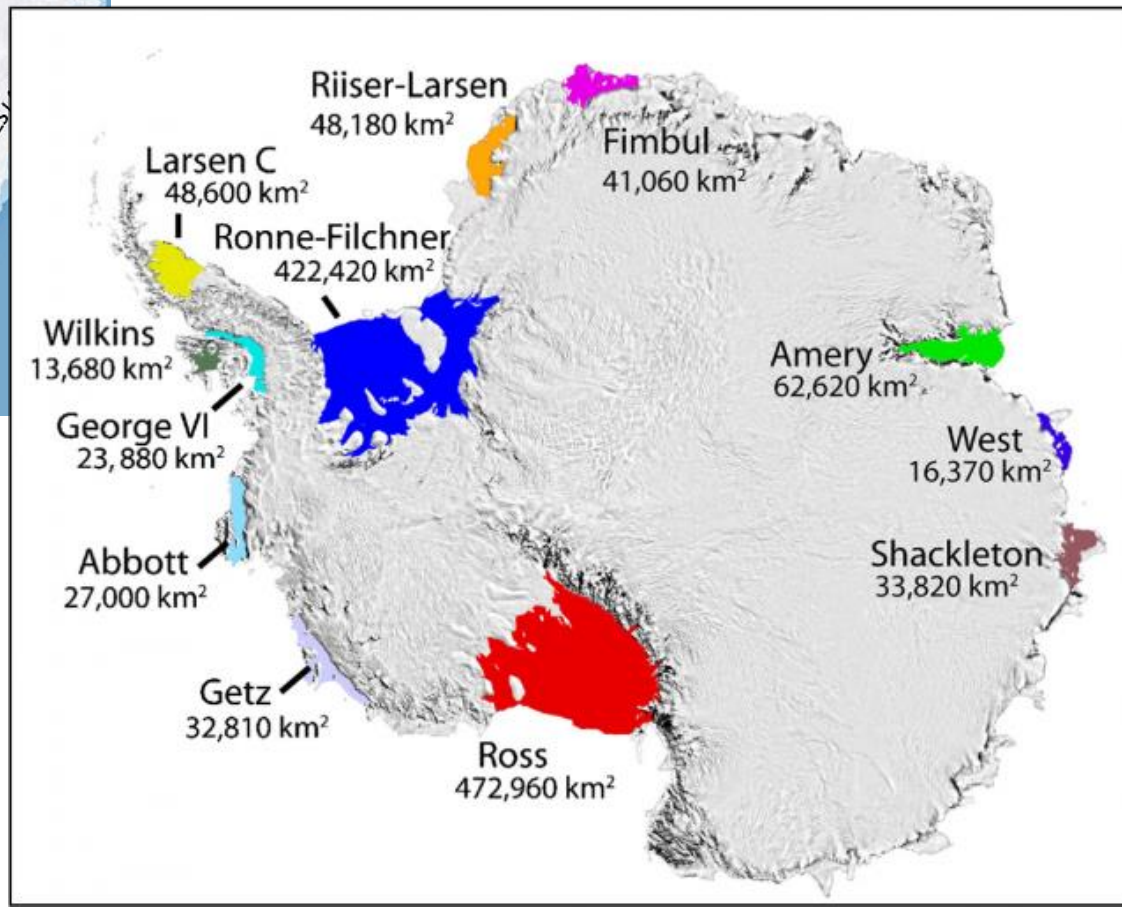 Riiser-Larsen
48,180 km²
Fimbul
41,060 km²
Larsen C
48,600 km²
Ronne-Filchner
422,420 km²
Wilkins
13,680 km²
George VI
23,880 km²
Amery
62,620 km²
West
16,370 km²
Abbott
27,000 km²
Shackleton
33,820 km²
Getz
32,810 km²
Ross
472,960 km²